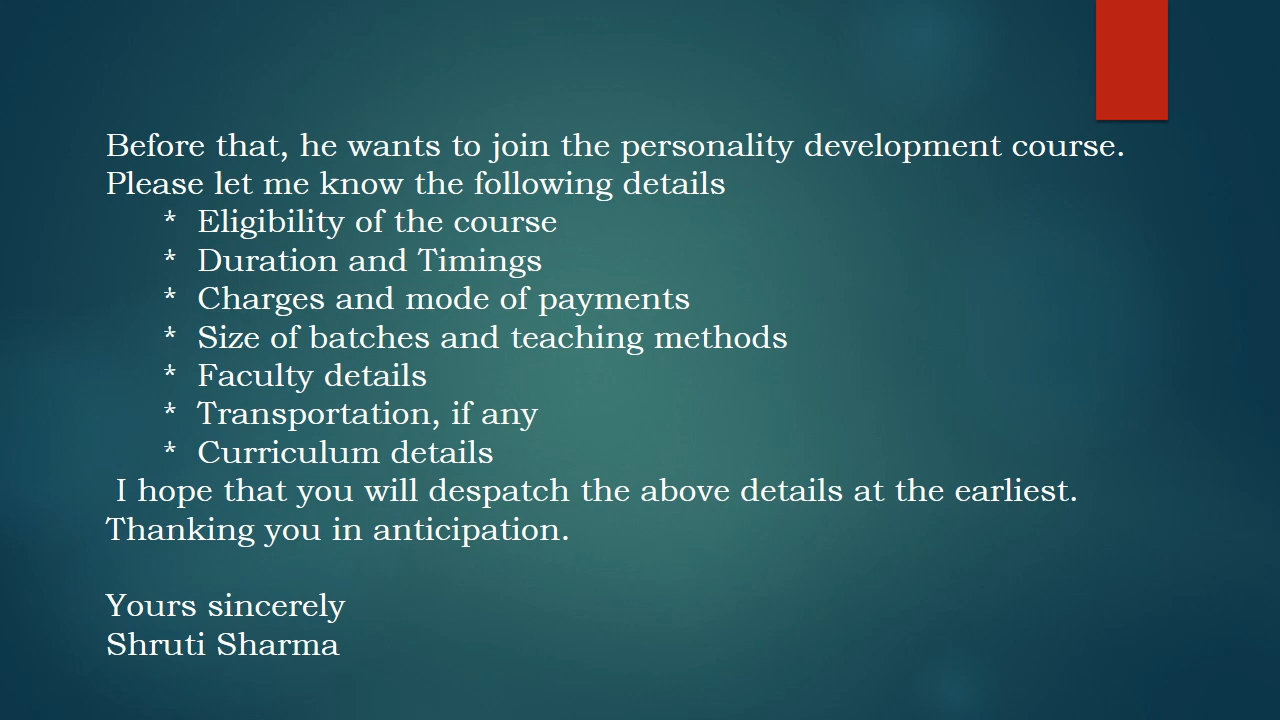 Before that, he wants to join the personality development course.
Please let me know the following details
* Eligibility of the course
* Duration and Timings
* Charges and mode of payments
* Size of batches and teaching methods
* Faculty details
* Transportation, if any
* Curriculum details
I hope that you will despatch the above details at the earliest.
Thanking you in anticipation.
Yours sincerely
Shruti Sharma